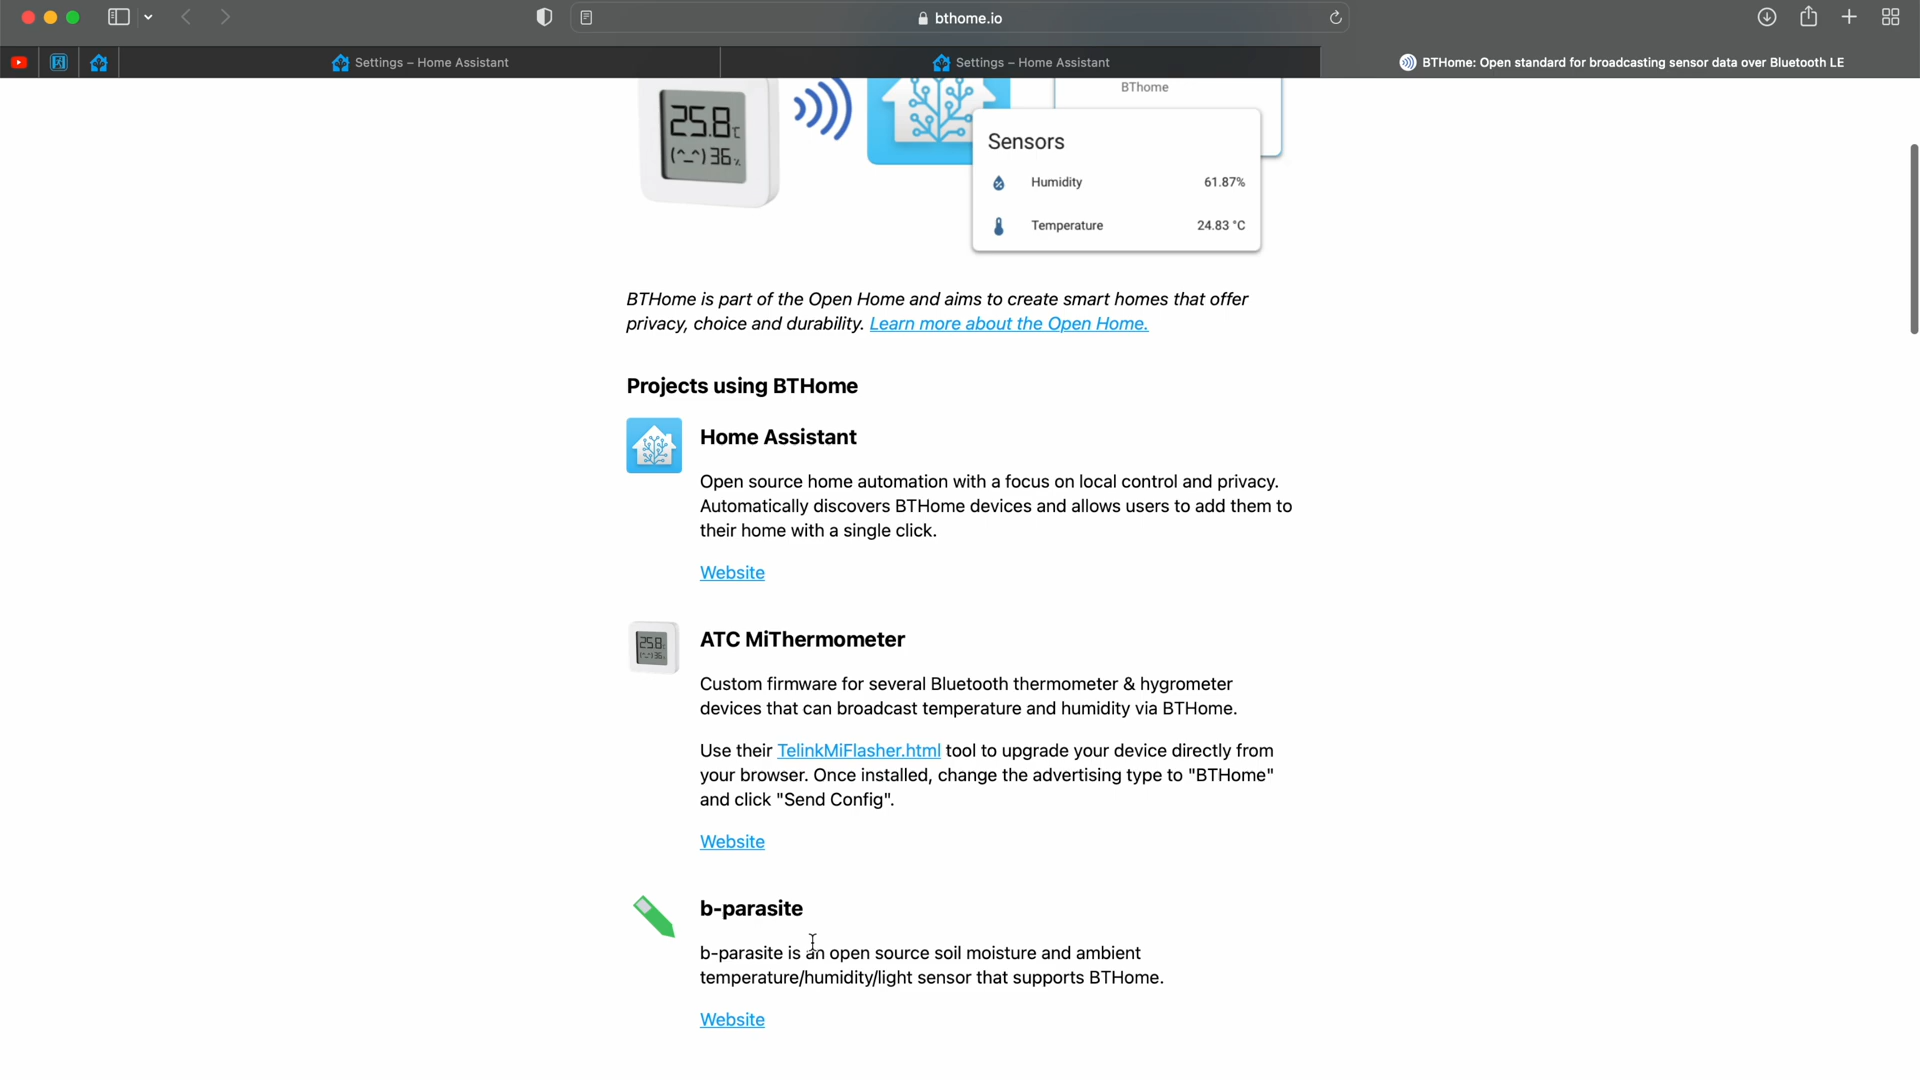 bthome.io
Settings – Home Assistant
Settings – Home Assistant
BTHome: Open standard for broadcasting sensor data over Bluetooth LE
BThome
25.8 °C
(^_^) 36 %
Sensors
Humidity 61.87%
Temperature 24.83 °C
BTHome is part of the Open Home and aims to create smart homes that offer
privacy, choice and durability. Learn more about the Open Home.
Projects using BTHome
Home Assistant
Open source home automation with a focus on local control and privacy.
Automatically discovers BTHome devices and allows users to add them to
their home with a single click.
Website
25.8
ATC MiThermometer
Custom firmware for several Bluetooth thermometer & hygrometer
devices that can broadcast temperature and humidity via BTHome.
Use their TelinkMiFlasher.html tool to upgrade your device directly from
your browser. Once installed, change the advertising type to "BTHome"
and click "Send Config".
Website
b-parasite
b-parasite is an open source soil moisture and ambient
temperature/humidity/light sensor that supports BTHome.
Website